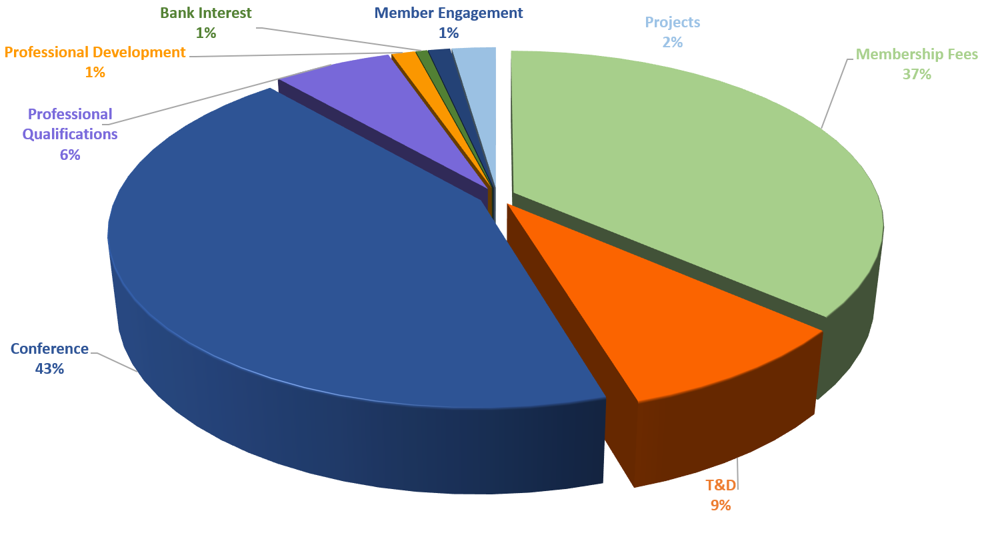 Bank Interest
1%
Member Engagement
1%
Projects
2%
Professional Development
1%
Membership Fees
37%
Professional
Qualifications
6%
Conference
43%
T&D
9%